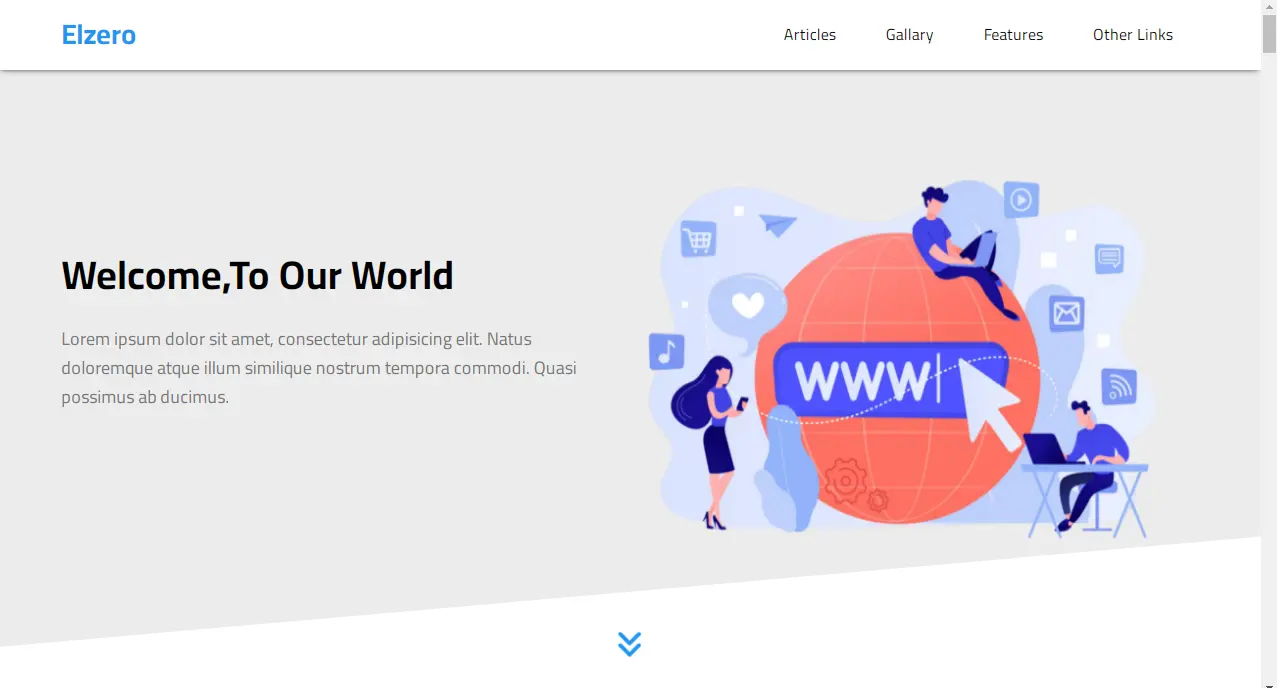 Elzero
Articles
Gallary
Features
Other Links
Welcome,To Our World
Lorem ipsum dolor sit amet, consectetur adipisicing elit. Natus
doloremque atque illum similique nostrum tempora commodi. Quasi
possimus ab ducimus.
WWW|